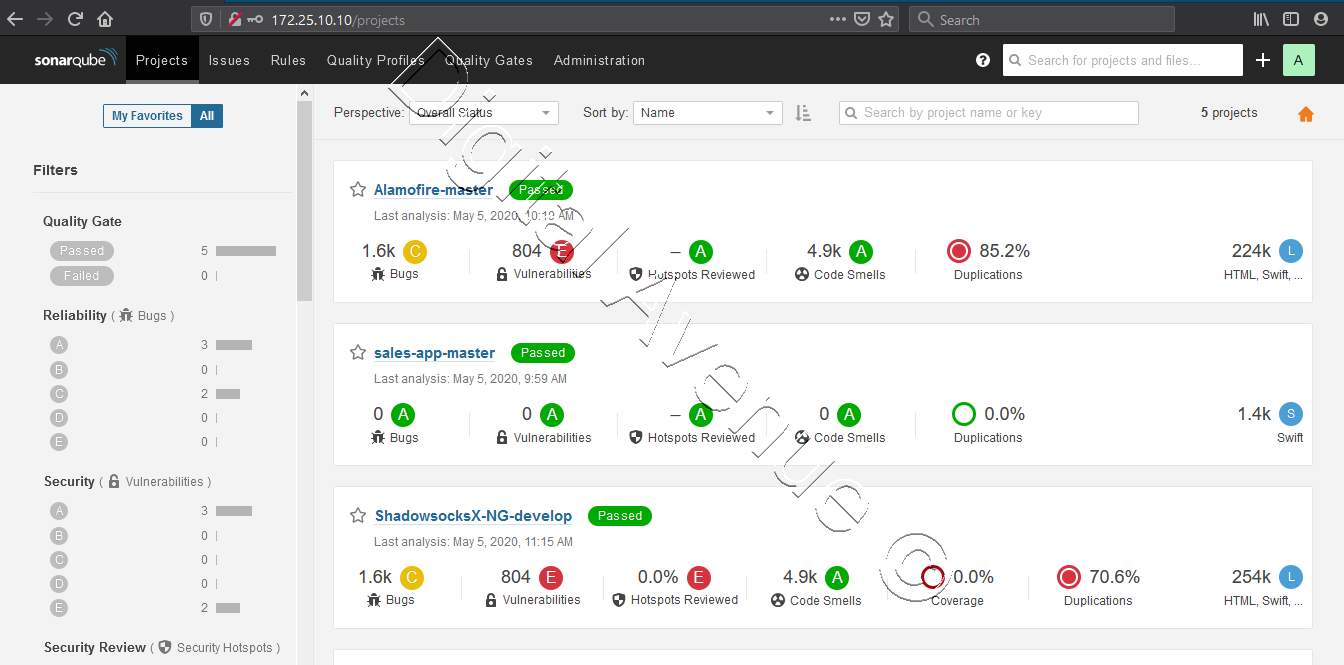 172.25.10.10/projects
Search
sonarqube Projects Issues Rules Quality Profiles Quality Gates Administration
Search for projects and files...
A
My Favorites All
Perspective: Overall Status Sort by: Name
Search by project name or key
5 projects
Filters
Quality Gate
Passed 5
Failed 0
Reliability ( Bugs )
A 3
B 0
C 2
D 0
E 0
Security ( Vulnerabilities )
A 3
B 0
C 0
D 0
E 2
Security Review ( Security Hotspots )
Alamofire-master Passed
Last analysis: May 5, 2020, 10:19 AM
1.6k C 804 E – A 4.9k A 85.2% 224k L
Bugs Vulnerabilities Hotspots Reviewed Code Smells Duplications HTML, Swift, ...
sales-app-master Passed
Last analysis: May 5, 2020, 9:59 AM
0 A 0 A – A 0 A 0.0% 1.4k S
Bugs Vulnerabilities Hotspots Reviewed Code Smells Duplications Swift
ShadowsocksX-NG-develop Passed
Last analysis: May 5, 2020, 11:15 AM
1.6k C 804 E 0.0% E 4.9k A 0.0% 70.6% 254k L
Bugs Vulnerabilities Hotspots Reviewed Code Smells Coverage Duplications HTML, Swift, ...
Digital Avenue ©